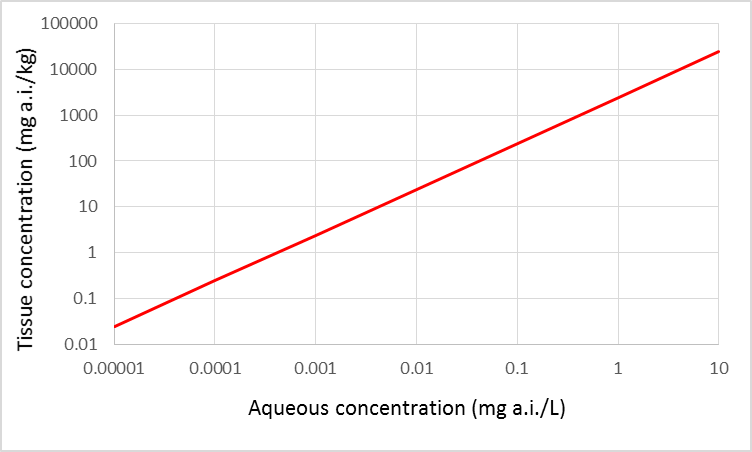 Tissue concentration (mg a.i./kg)
100000
10000
1000
100
10
1
0.1
0.01
0.00001 0.0001 0.001 0.01 0.1 1 10
Aqueous concentration (mg a.i./L)